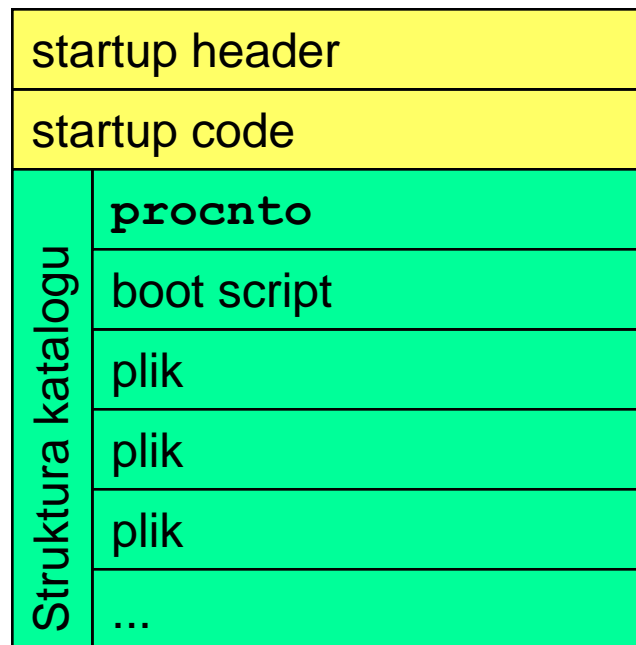 startup header
startup code
Struktura katalogu
procnto
boot script
plik
plik
plik
...